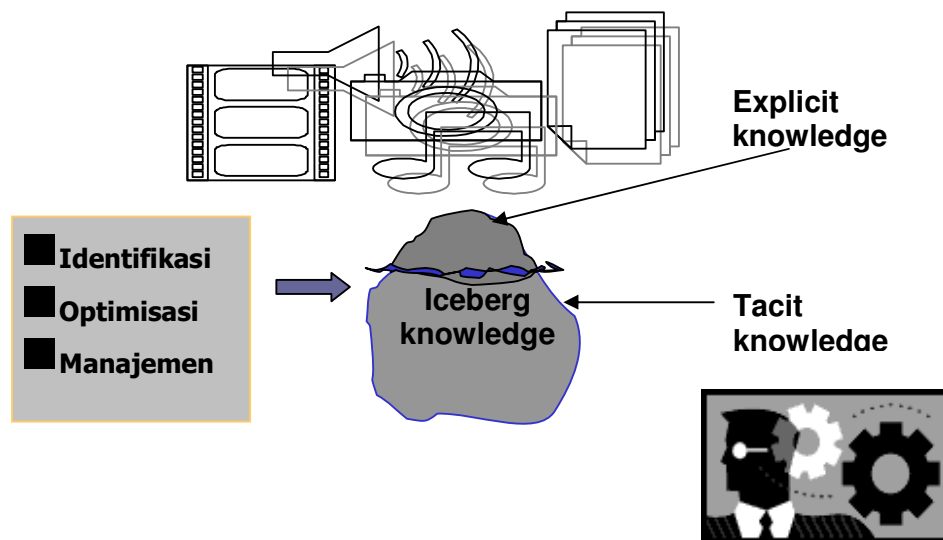 Explicit
knowledge
Identifikasi
Optimisasi
Manajemen
Iceberg
knowledge
Tacit
knowledge